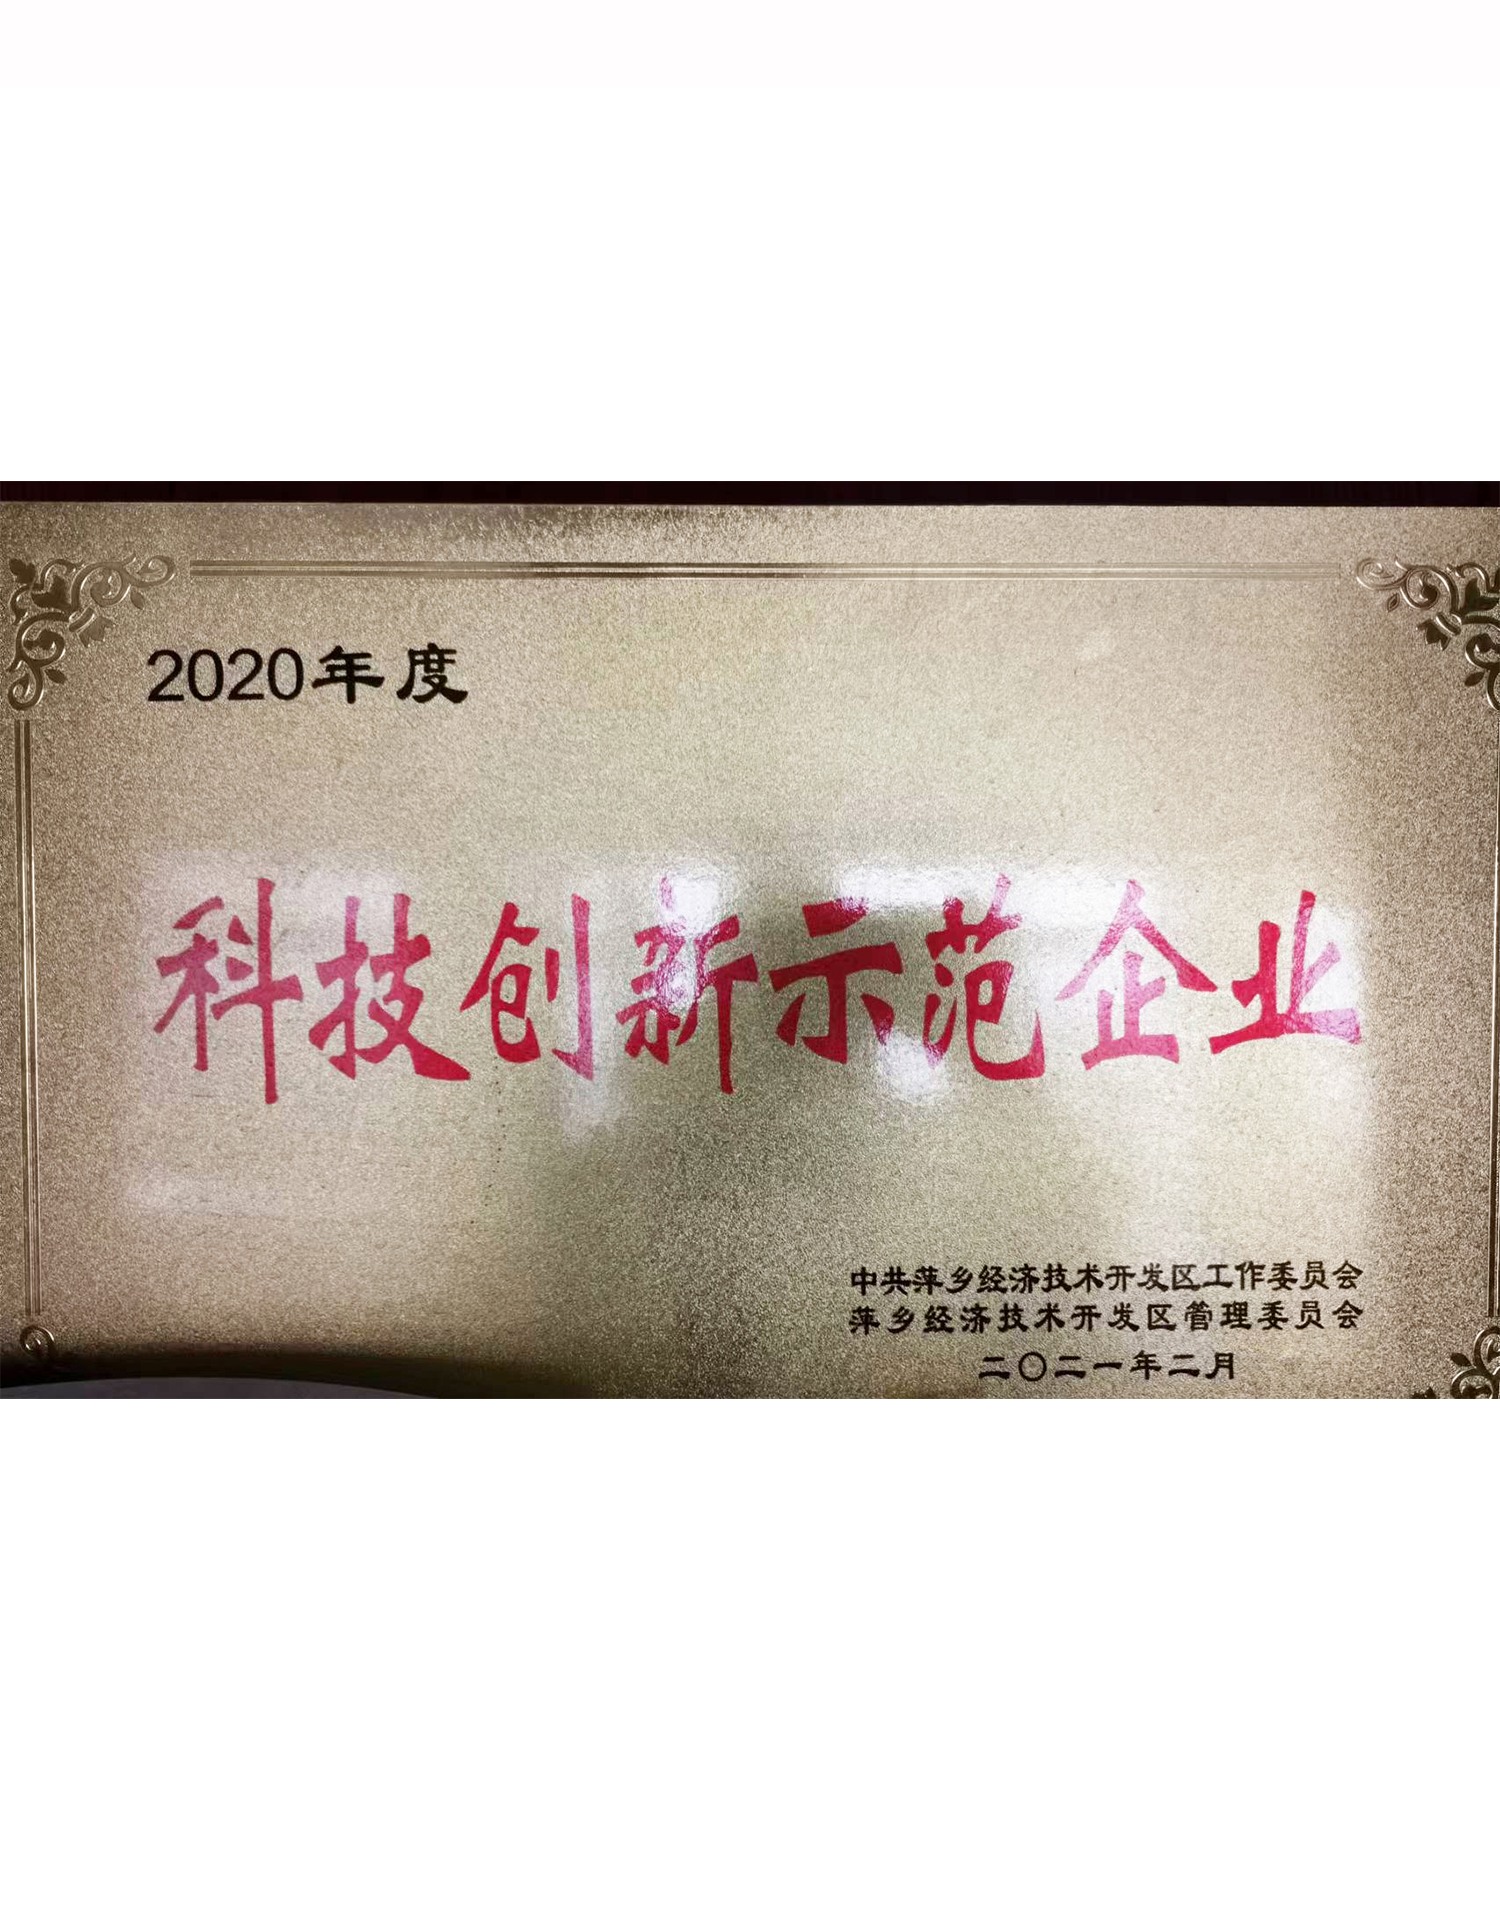 2020年度
科技创新示范企业
中共萍乡经济技术开发区工作委员会
萍乡经济技术开发区管理委员会
二〇二一年二月